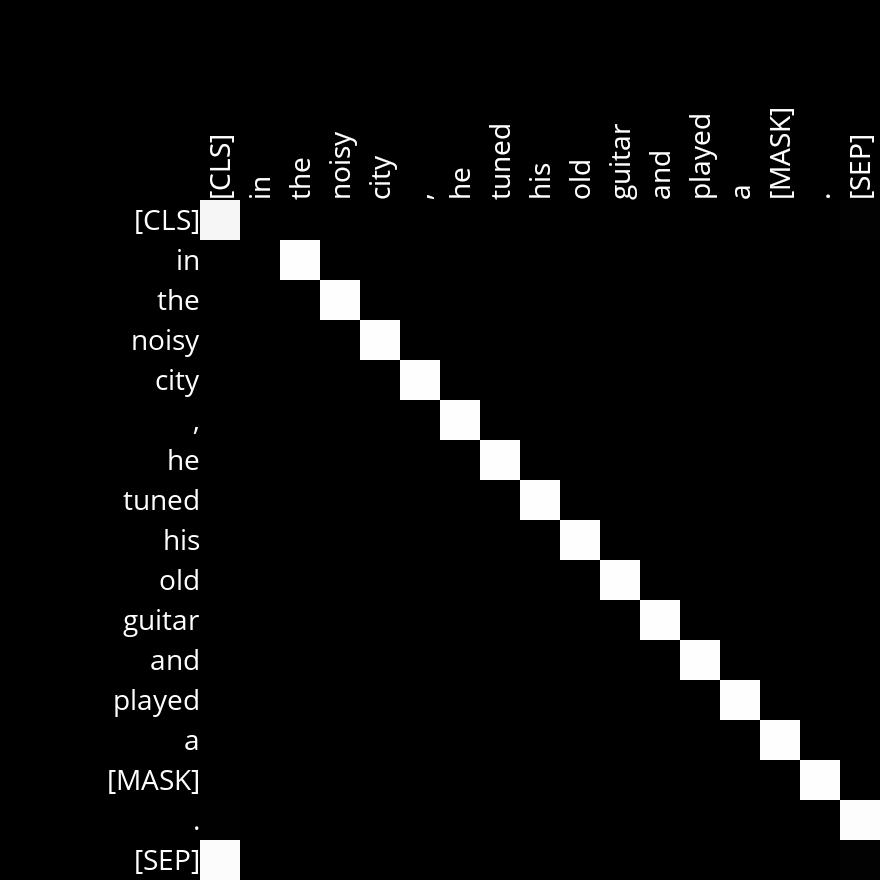 [CLS] in the noisy city , he tuned his old guitar and played a [MASK] . [SEP]
[CLS]
in
the
noisy
city
,
he
tuned
his
old
guitar
and
played
a
[MASK]
.
[SEP]